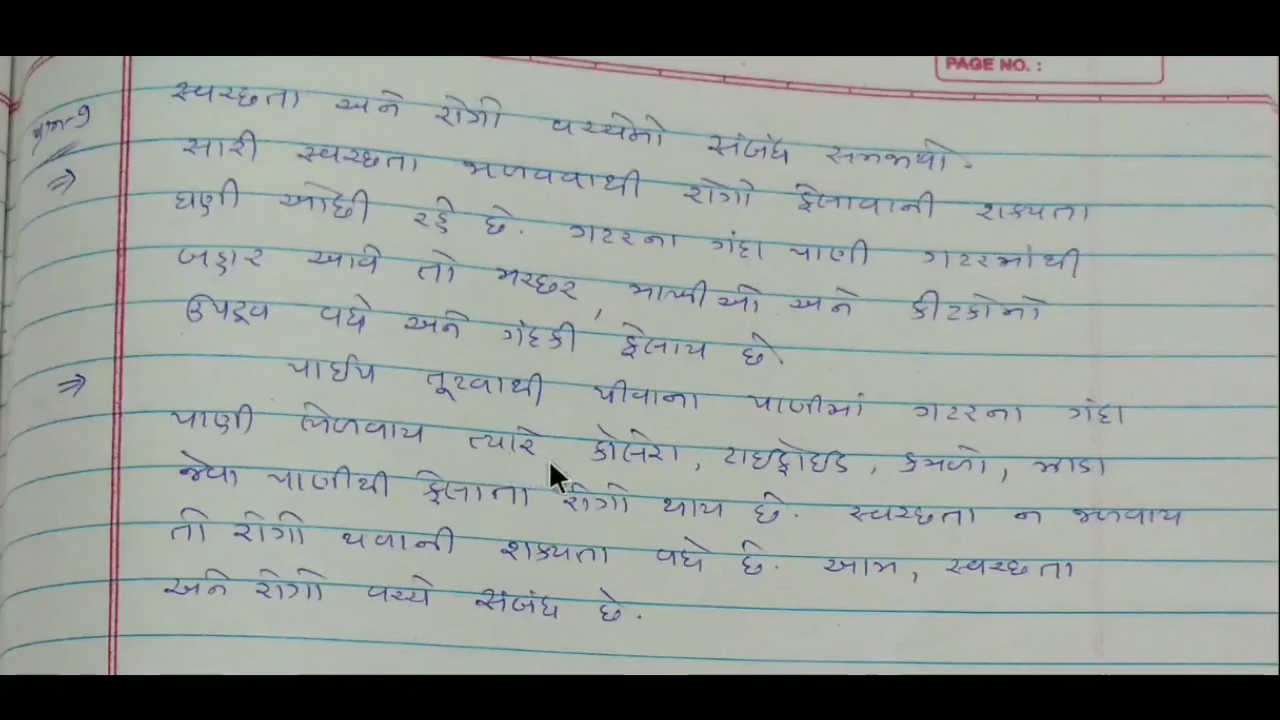 PAGE NO. :
પ્રશ્ન-9 સ્વચ્છતા અને રોગો વચ્ચેનો સંબંધ સમજાવો.
⇒ સારી સ્વચ્છતા જાળવવાથી રોગો ફેલાવાની શક્યતા
ઘણી ઓછી રહે છે. ગટરના ગંદા પાણી ગટરમાંથી
બહાર આવે તો મચ્છર, માખીઓ અને કીટકોનો
ઉપદ્રવ વધે અને ગંદકી ફેલાય છે.
⇒ પાઈપ તૂટવાથી પીવાના પાણીમાં ગટરના ગંદા
પાણી ભેળવાય ત્યારે કોલેરા, ટાઇફોઇડ, કમળો, ઝાડા
જેવા પાણીથી ફેલાતા રોગો થાય છે. સ્વચ્છતા ન જળવાય
તો રોગો થવાની શક્યતા વધે છે. આમ, સ્વચ્છતા
અને રોગો વચ્ચે સંબંધ છે.